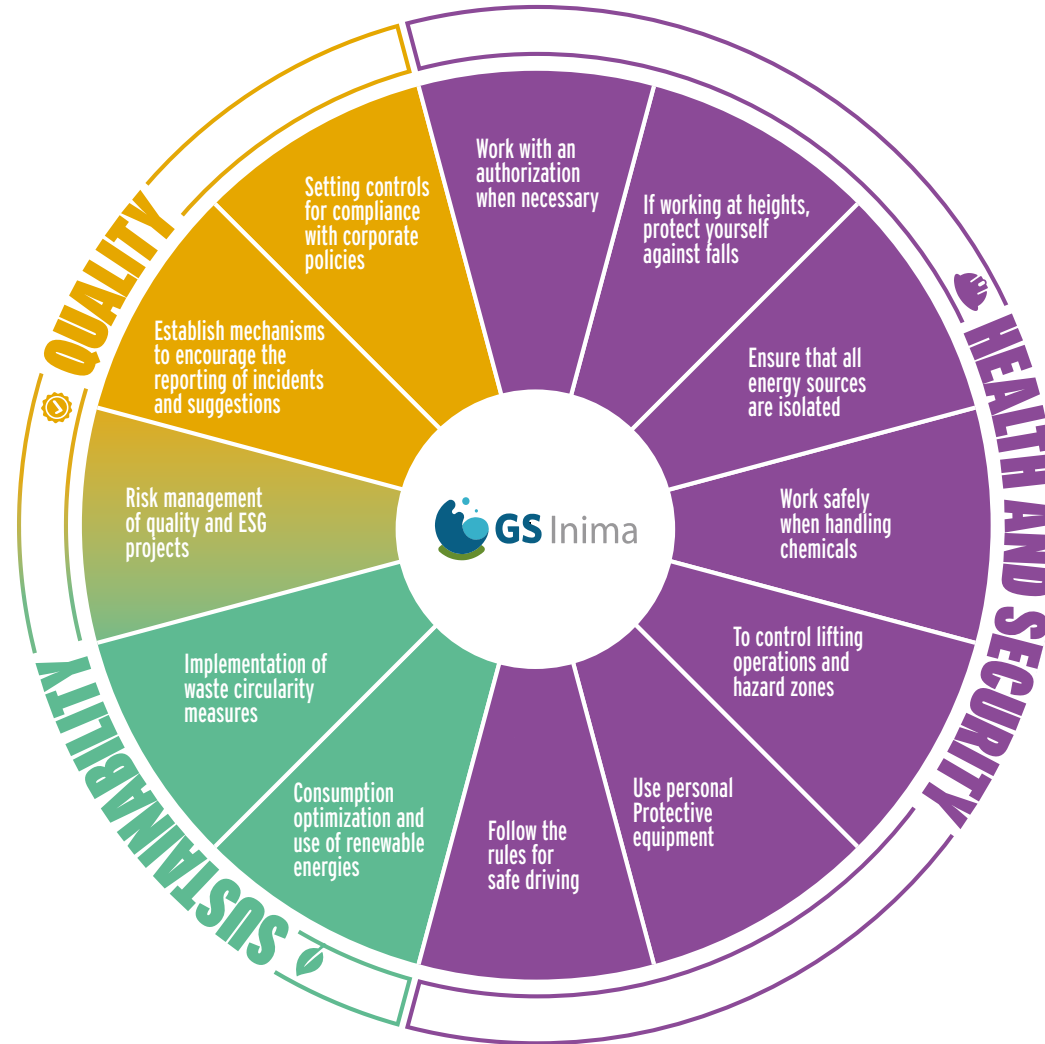 Work with an
authorization
when necessary
If working at heights,
protect yourself
against falls
Ensure that all
energy sources
are isolated
Work safely
when handling
chemicals
To control lifting
operations and
hazard zones
Use personal
Protective
equipment
Follow the
rules for
safe driving
Consumption
optimization and
use of renewable
energies
Implementation of
waste circularity
measures
Risk management
of quality and ESG
projects
Establish mechanisms
to encourage the
reporting of incidents
and suggestions
Setting controls
for compliance
with corporate
policies
GS Inima
HEALTH AND SECURITY
SUSTAINABILITY
QUALITY